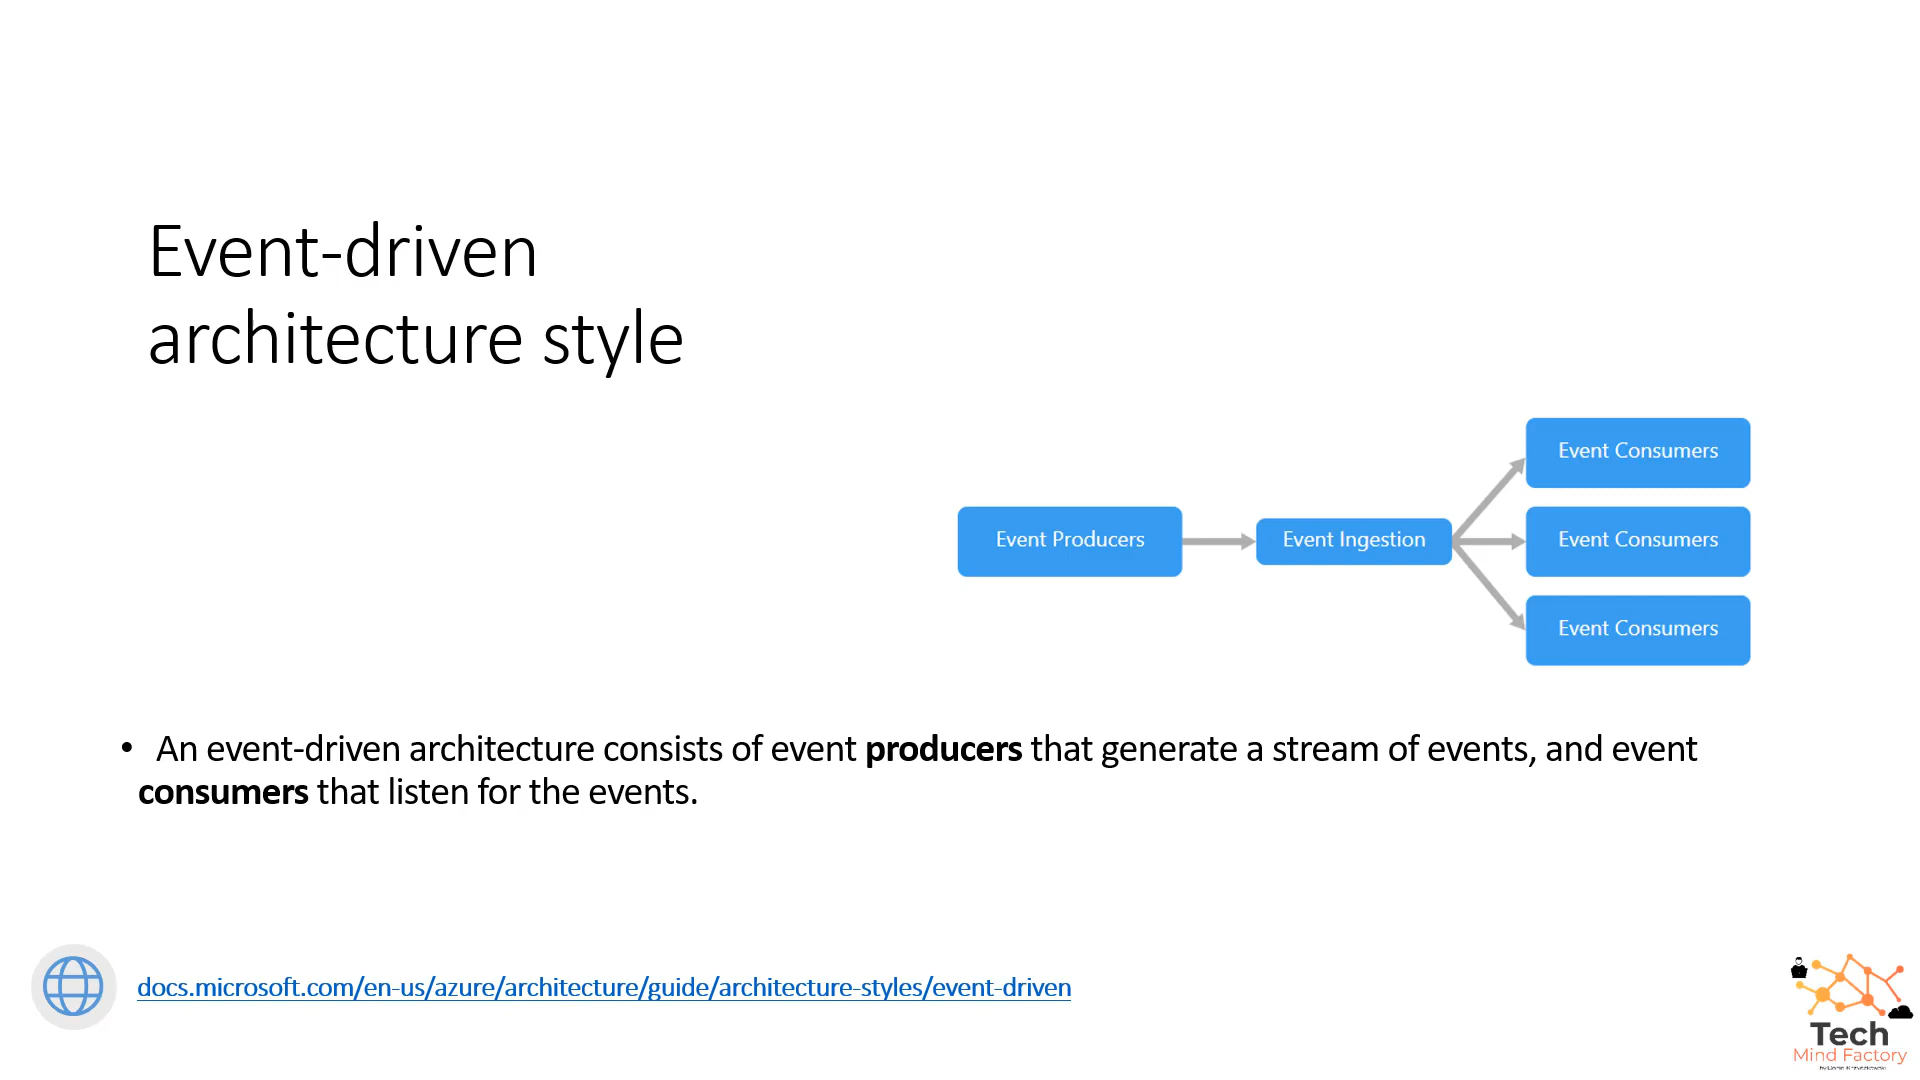 Event-driven
architecture style
Event Consumers
Event Producers
Event Ingestion
Event Consumers
Event Consumers
• An event-driven architecture consists of event producers that generate a stream of events, and event
consumers that listen for the events.
docs.microsoft.com/en-us/azure/architecture/guide/architecture-styles/event-driven
Tech
Mind Factory